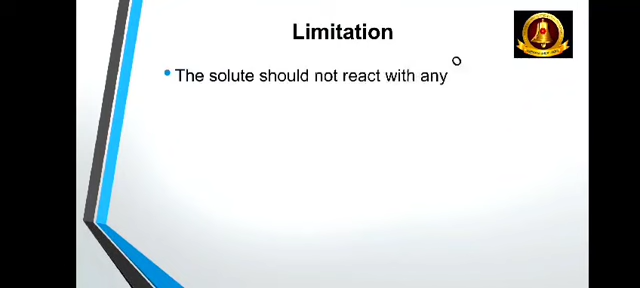 Limitation
• The solute should not react with any o